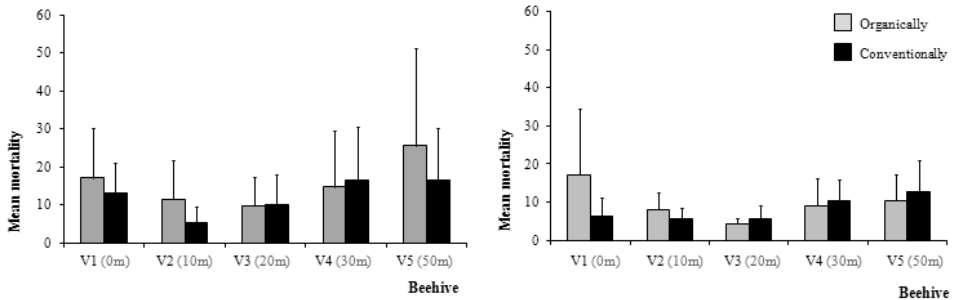 60
50
40
30
20
10
0
Mean mortality
V1 (0m) V2 (10m) V3 (20m) V4 (30m) V5 (50m)
Beehive
60
50
40
30
20
10
0
Mean mortality
Organically
Conventionally
V1 (0m) V2 (10m) V3 (20m) V4 (30m) V5 (50m)
Beehive